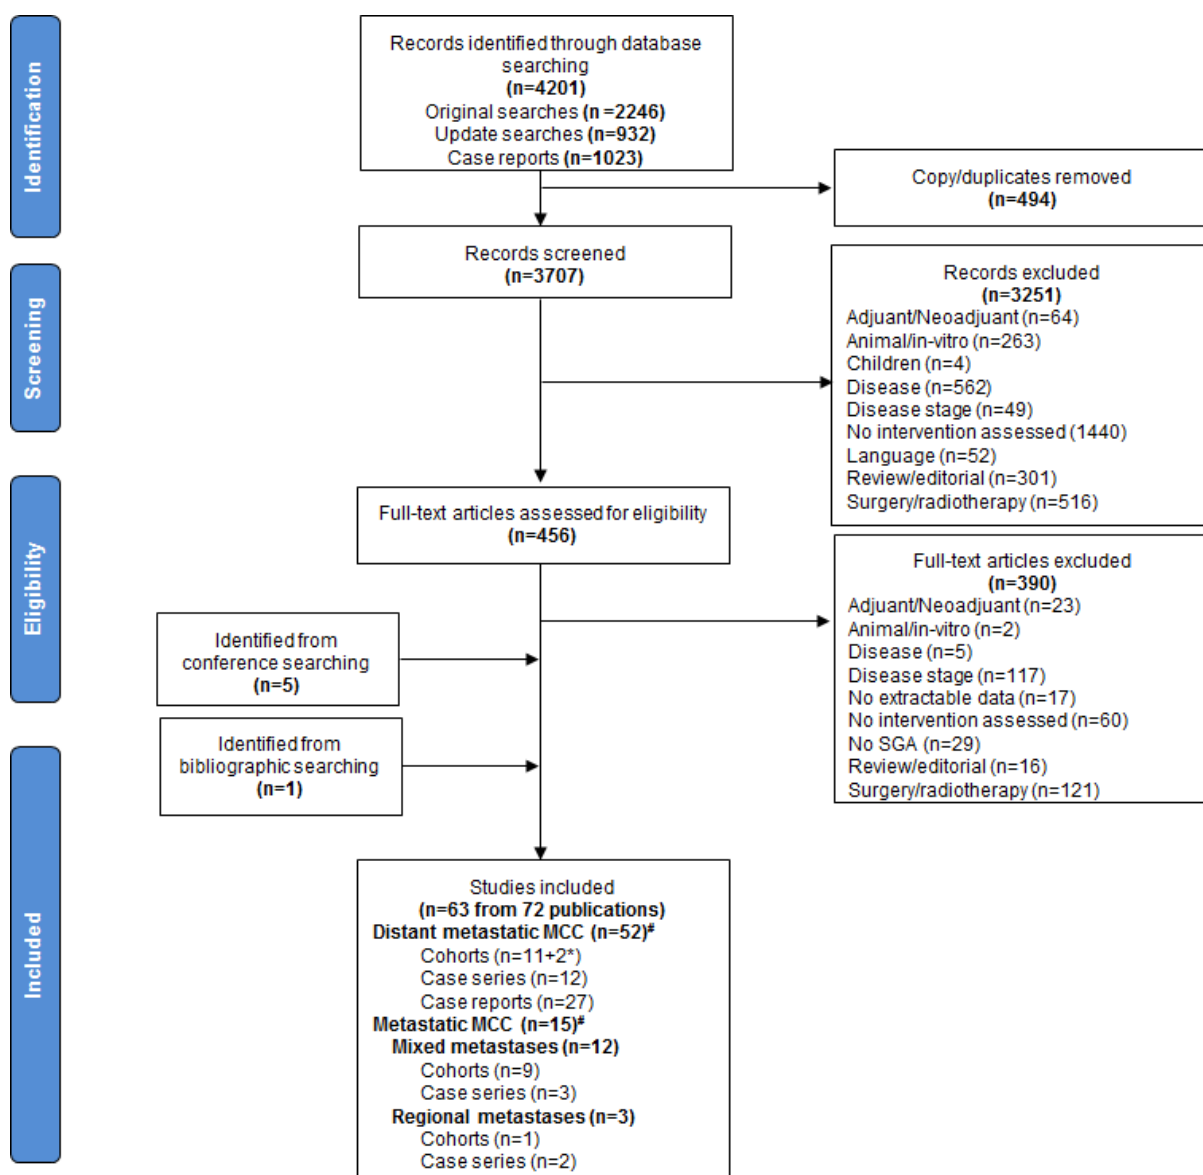 Identification
Records identified through database
searching
(n=4201)
Original searches (n =2246)
Update searches (n=932)
Case reports (n=1023)
Copy/duplicates removed
(n=494)
Records screened
(n=3707)
Screening
Records excluded
(n=3251)
Adjuant/Neoadjuant (n=64)
Animal/in-vitro (n=263)
Children (n=4)
Disease (n=562)
Disease stage (n=49)
No intervention assessed (1440)
Language (n=52)
Review/editorial (n=301)
Surgery/radiotherapy (n=516)
Eligibility
Full-text articles assessed for eligibility
(n=456)
Full-text articles excluded
(n=390)
Adjuant/Neoadjuant (n=23)
Animal/in-vitro (n=2)
Disease (n=5)
Disease stage (n=117)
No extractable data (n=17)
No intervention assessed (n=60)
No SGA (n=29)
Review/editorial (n=16)
Surgery/radiotherapy (n=121)
Identified from
conference searching
(n=5)
Identified from
bibliographic searching
(n=1)
Included
Studies included
(n=63 from 72 publications)
Distant metastatic MCC (n=52)#
Cohorts (n=11+2*)
Case series (n=12)
Case reports (n=27)
Metastatic MCC (n=15)#
Mixed metastases (n=12)
Cohorts (n=9)
Case series (n=3)
Regional metastases (n=3)
Cohorts (n=1)
Case series (n=2)